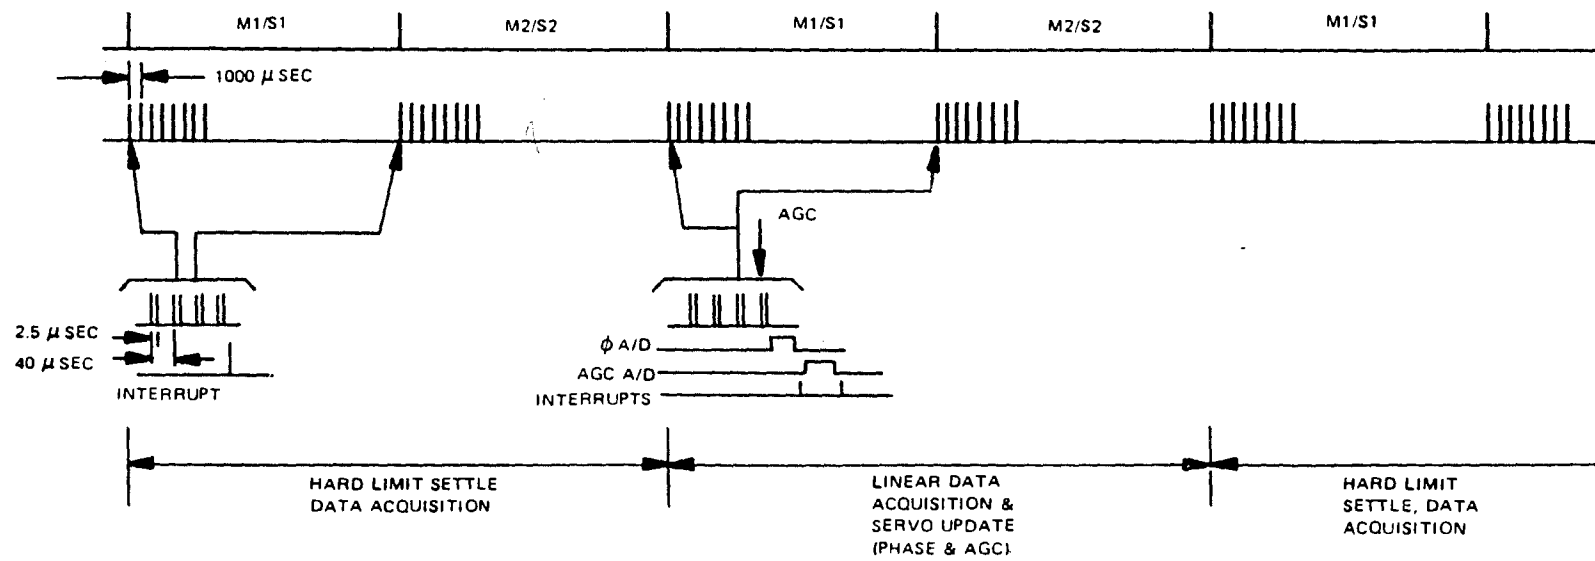 M1/S1
M2/S2
M1/S1
M2/S2
M1/S1
1000 μ SEC
AGC
2.5 μ SEC
40 μ SEC
INTERRUPT
ϕ A/D
AGC A/D
INTERRUPTS
HARD LIMIT SETTLE
DATA ACQUISITION
LINEAR DATA
ACQUISITION &
SERVO UPDATE
(PHASE & AGC)
HARD LIMIT
SETTLE, DATA
ACQUISITION